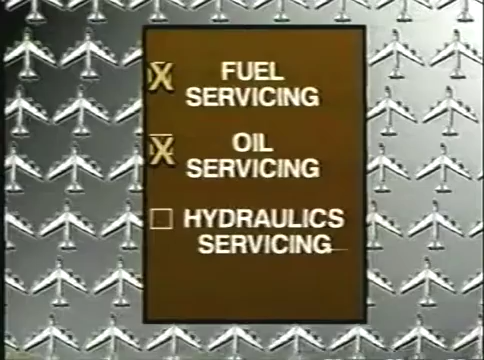 FUEL
SERVICING
OIL
SERVICING
HYDRAULICS
SERVICING